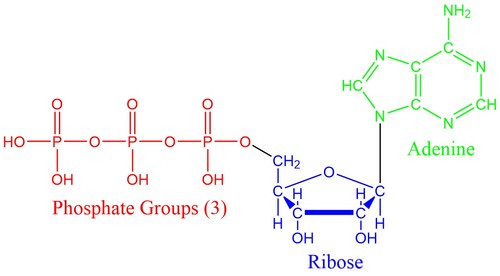 NH₂
N C N
HC C CH
N N
O O O
HO P O P O P O CH₂
OH OH OH
Adenine
O
C H H C
H C C H
OH OH
Phosphate Groups (3)
Ribose